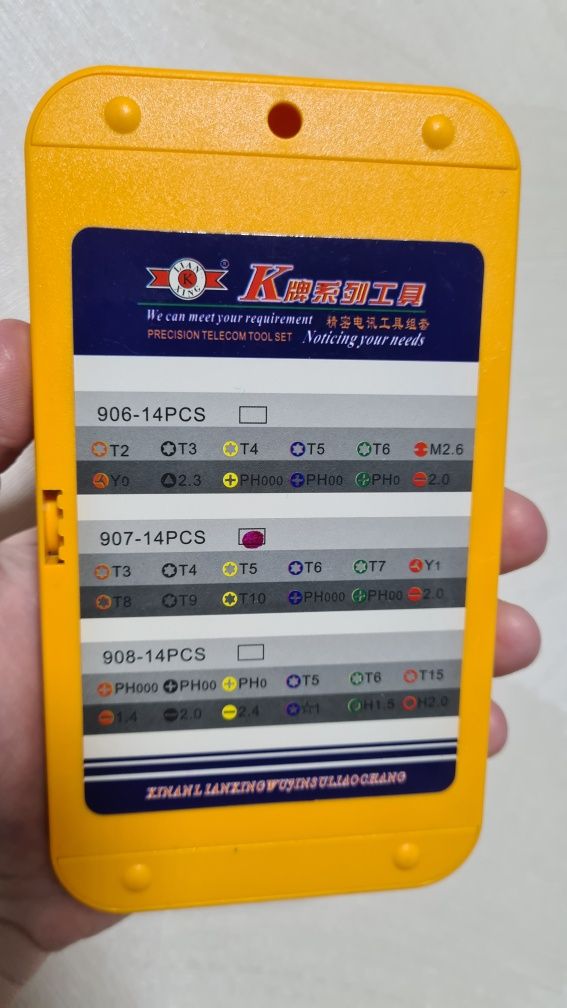 LIAN K XING ®
K牌系列工具
We can meet your requirement 精密电讯工具组套
PRECISION TELECOM TOOL SET Noticing your needs
906-14PCS
T2 T3 T4 T5 T6 M2.6
Y0 2.3 PH000 PH00 PH0 2.0
907-14PCS
T3 T4 T5 T6 T7 Y1
T8 T9 T10 PH000 PH00 2.0
908-14PCS
PH000 PH00 PH0 T5 T6 T15
1.4 2.0 2.4 ☆1 H1.5 H2.0
XINANLIANXINGWUJINSULIAOCHANG